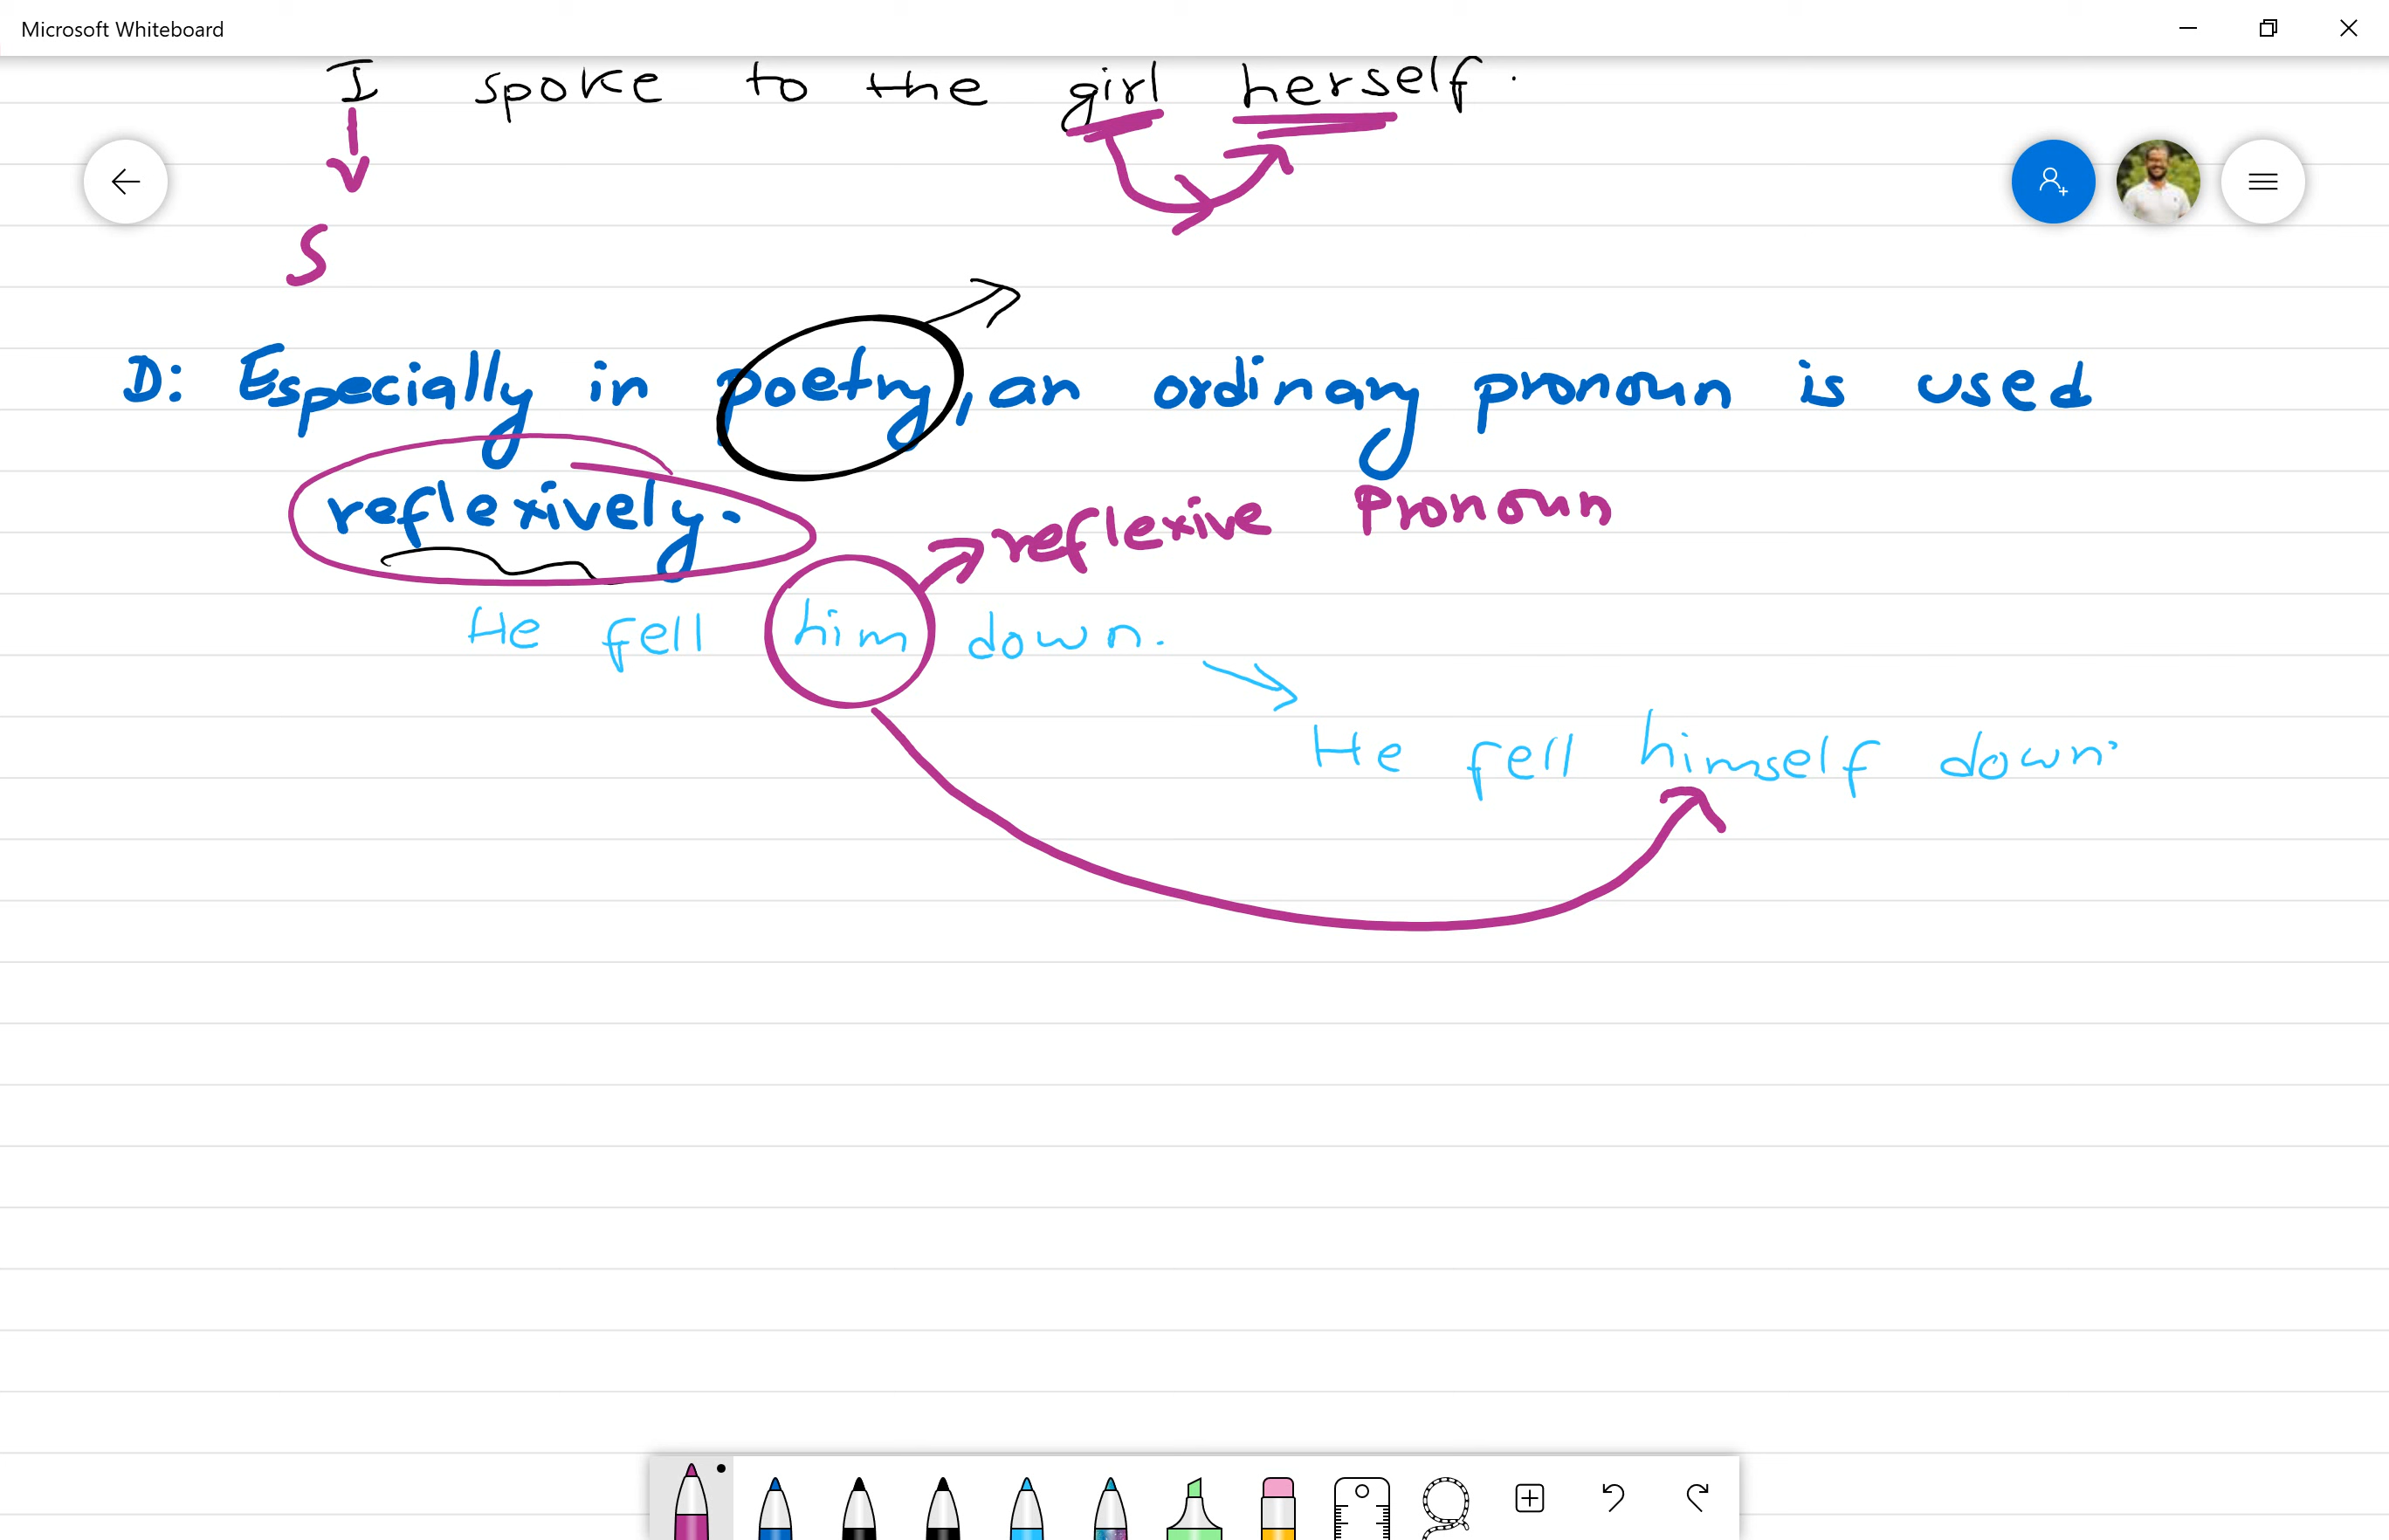 Microsoft Whiteboard
I spoke to the girl herself.
S
D: Especially in poetry, an ordinary pronoun is used
reflexively.
reflexive Pronoun
He fell him down.
He fell himself down.